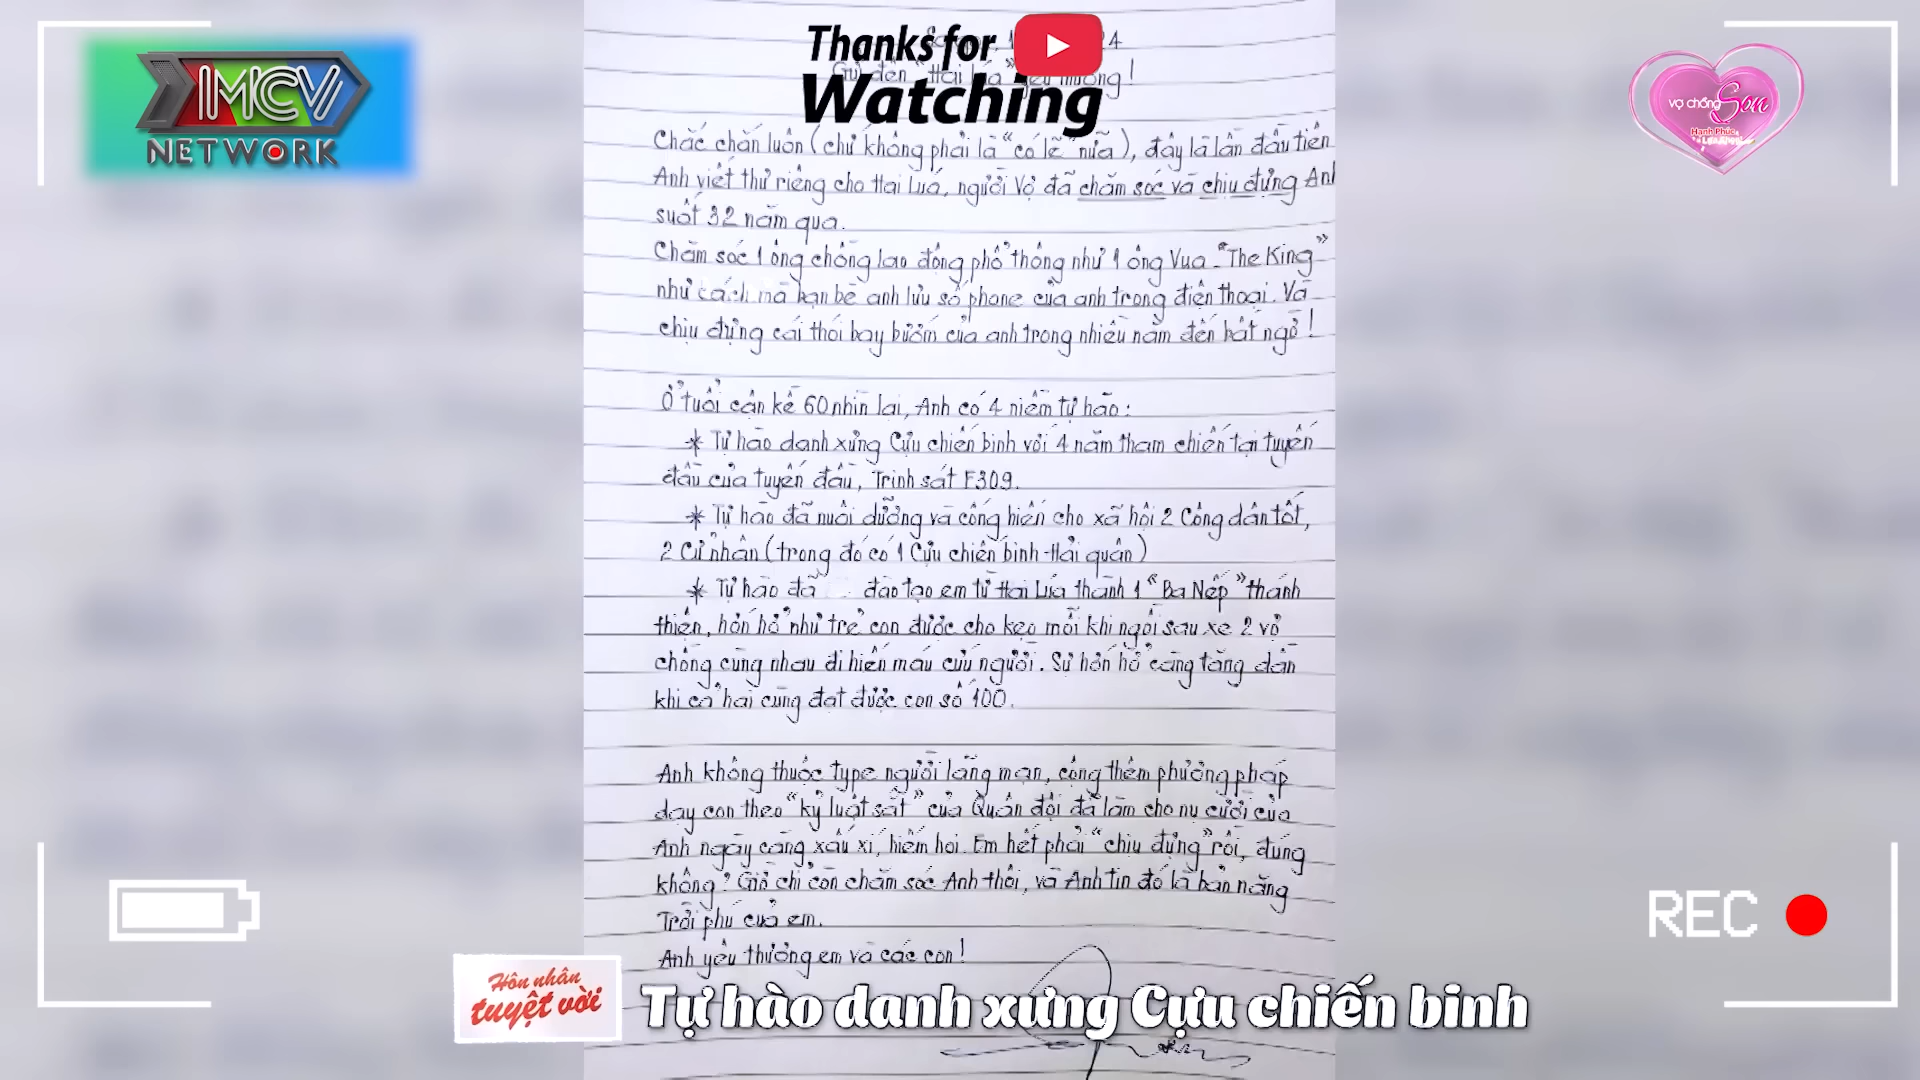 MCV
NETWORK
Thanks for
Watching
vợ chồng Son
Hạnh Phúc
Gửi đến "Hai lúa" yêu thương!
Chắc chắn luôn (chứ không phải là "có lẽ" nữa), đây là lần đầu tiên
Anh viết thư riêng cho Hai Lúa, người Vợ đã chăm sóc và chịu đựng Anh
suốt 32 năm qua.
Chăm sóc 1 ông chồng lao động phổ thông như 1 ông Vua - "The King"
như cách mà bạn bè anh lưu số phone của anh trong điện thoại. Và
chịu đựng cái thói bay bướm của anh trong nhiều năm đến bất ngờ!
Ở tuổi cận kề 60 nhìn lại, Anh có 4 niềm tự hào:
* Tự hào danh xưng Cựu chiến binh với 4 năm tham chiến tại tuyến
đầu của tuyến đầu, Trinh sát F309.
* Tự hào đã nuôi dưỡng và cống hiến cho xã hội 2 Công dân tốt,
2 Cử nhân (trong đó có 1 Cựu chiến binh - Hải quân)
* Tự hào đã đào tạo em từ Hai Lúa thành 1 "Ba Nếp" thánh
thiện, hớn hở như trẻ con được cho kẹo mỗi khi ngồi sau xe 2 vợ
chồng cùng nhau đi hiến máu cứu người. Sự hớn hở càng tăng dần
khi cả hai cùng đạt được con số 100.
Anh không thuộc type người lãng mạn, cộng thêm phương pháp
dạy con theo "kỷ luật sắt" của Quân đội đã làm cho nụ cười của
Anh ngày càng xấu xí, hiếm hoi. Em hết phải "chịu đựng" rồi, đúng
không? Giờ chỉ còn chăm sóc Anh thôi, và Anh tin đó là bản năng
Trời phú của em.
Anh yêu thương em và các con!
REC
Hôn nhân
tuyệt vời
Tự hào danh xưng Cựu chiến binh